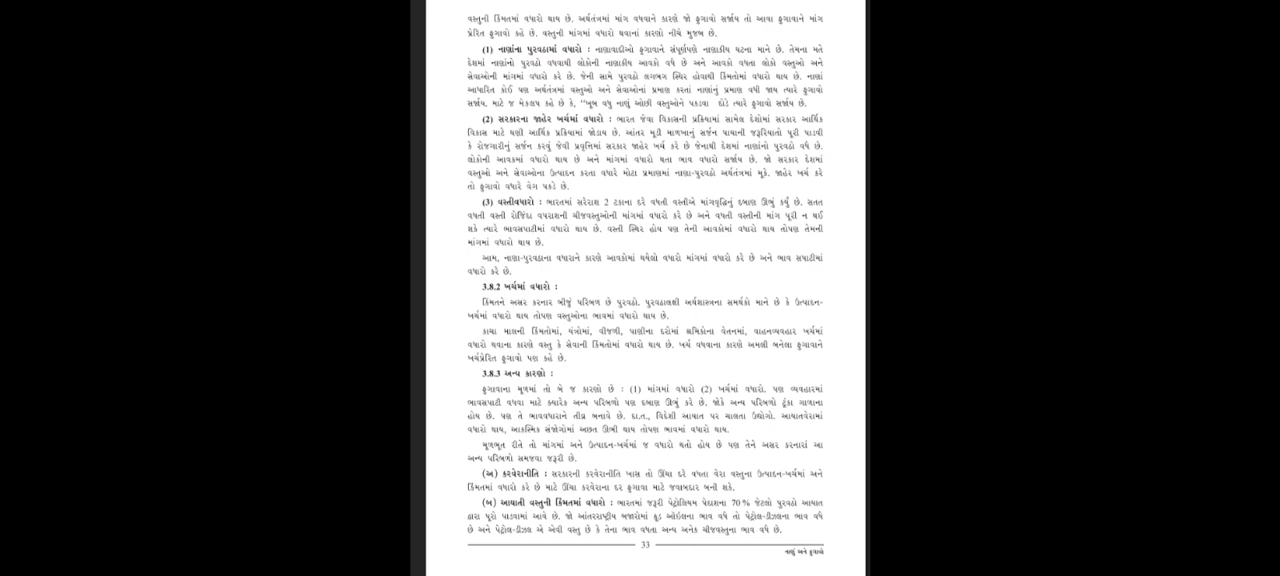 વસ્તુની કિંમતમાં વધારો થાય છે. અર્થતંત્રમાં માંગ વધવાને કારણે જો ફુગાવો સર્જાય તો આવા ફુગાવાને માંગ
પ્રેરિત ફુગાવો કહે છે. વસ્તુની માંગમાં વધારો થવાનાં કારણો નીચે મુજબ છે.
(1) નાણાંના પુરવઠામાં વધારો : નાણાવાદીઓ ફુગાવાને સંપૂર્ણપણે નાણાકીય ઘટના માને છે. તેમના મતે
દેશમાં નાણાંનો પુરવઠો વધવાથી લોકોની નાણાકીય આવકો વધે છે અને આવકો વધતા લોકો વસ્તુઓ અને
સેવાઓની માંગમાં વધારો કરે છે. જેની સામે પુરવઠો લગભગ સ્થિર હોવાથી કિંમતોમાં વધારો થાય છે. નાણાં
આધારિત કોઈ પણ અર્થતંત્રમાં વસ્તુઓ અને સેવાઓનાં પ્રમાણ કરતાં નાણાંનું પ્રમાણ વધી જાય ત્યારે ફુગાવો
સર્જાય. માટે જ મેકલપ કહે છે કે, ‘‘ખૂબ વધુ નાણું ઓછી વસ્તુઓને પકડવા દોડે ત્યારે ફુગાવો સર્જાય છે.
(2) સરકારના જાહેર ખર્ચમાં વધારો : ભારત જેવા વિકાસની પ્રક્રિયામાં સામેલ દેશોમાં સરકાર આર્થિક
વિકાસ માટે ઘણી આર્થિક પ્રક્રિયામાં જોડાય છે. આંતર મૂડી માળખાનું સર્જન પાયાની જરૂરિયાતો પૂરી પાડવી
કે રોજગારીનું સર્જન કરવું જેવી પ્રવૃત્તિમાં સરકાર જાહેર ખર્ચ કરે છે જેનાથી દેશમાં નાણાંનો પુરવઠો વધે છે.
લોકોની આવકમાં વધારો થાય છે અને માંગમાં વધારો થતા ભાવ વધારો સર્જાય છે. જો સરકાર દેશમાં
વસ્તુઓ અને સેવાઓના ઉત્પાદન કરતા વધારે મોટા પ્રમાણમાં નાણા-પુરવઠો અર્થતંત્રમાં મૂકે. જાહેર ખર્ચ કરે
તો ફુગાવો વધારે વેગ પકડે છે.
(3) વસ્તીવધારો : ભારતમાં સરેરાશ 2 ટકાના દરે વધતી વસ્તીએ માંગવૃદ્ધિનું દબાણ ઊભું કર્યું છે. સતત
વધતી વસ્તી રોજિંદા વપરાશની ચીજવસ્તુઓની માંગમાં વધારો કરે છે અને વધતી વસ્તીની માંગ પૂરી ન થઈ
શકે ત્યારે ભાવસપાટીમાં વધારો થાય છે. વસ્તી સ્થિર હોય પણ તેની આવકોમાં વધારો થાય તોપણ તેમની
માંગમાં વધારો થાય છે.
આમ, નાણા-પુરવઠાના વધારાને કારણે આવકોમાં થયેલો વધારો માંગમાં વધારો કરે છે અને ભાવ સપાટીમાં
વધારો કરે છે.
3.8.2 ખર્ચમાં વધારો :
કિંમતને અસર કરનાર બીજું પરિબળ છે પુરવઠો. પુરવઠાલક્ષી અર્થશાસ્ત્રના સમર્થકો માને છે કે ઉત્પાદન-
ખર્ચમાં વધારો થાય તોપણ વસ્તુઓના ભાવમાં વધારો થાય છે.
કાચા માલની કિંમતોમાં, યંત્રોમાં, વીજળી, પાણીના દરોમાં શ્રમિકોના વેતનમાં, વાહનવ્યવહાર ખર્ચમાં
વધારો થવાના કારણે વસ્તુ કે સેવાની કિંમતોમાં વધારો થાય છે. ખર્ચ વધવાના કારણે અમલી બનેલા ફુગાવાને
ખર્ચપ્રેરિત ફુગાવો પણ કહે છે.
3.8.3 અન્ય કારણો :
ફુગાવાના મૂળમાં તો બે જ કારણો છે : (1) માંગમાં વધારો (2) ખર્ચમાં વધારો. પણ વ્યવહારમાં
ભાવસપાટી વધવા માટે ક્યારેક અન્ય પરિબળો પણ દબાણ ઊભું કરે છે. જોકે અન્ય પરિબળો ટૂંકા ગાળાના
હોય છે. પણ તે ભાવવધારાને તીવ્ર બનાવે છે. દા.ત., વિદેશી આયાત પર ચાલતા ઉદ્યોગો. આયાતવેરામાં
વધારો થાય, આકસ્મિક સંજોગોમાં અછત ઊભી થાય તોપણ ભાવમાં વધારો થાય.
મૂળભૂત રીતે તો માંગમાં અને ઉત્પાદન-ખર્ચમાં જ વધારો થતો હોય છે પણ તેને અસર કરનારાં આ
અન્ય પરિબળો સમજવા જરૂરી છે.
(અ) કરવેરાનીતિ : સરકારની કરવેરાનીતિ ખાસ તો ઊંચા દરે વધતા વેરા વસ્તુના ઉત્પાદન-ખર્ચમાં અને
કિંમતમાં વધારો કરે છે માટે ઊંચા કરવેરાના દર ફુગાવા માટે જવાબદાર બની શકે.
(બ) આયાતી વસ્તુની કિંમતમાં વધારો : ભારતમાં જરૂરી પેટ્રોલિયમ પેદાશના 70 % જેટલો પુરવઠો આયાત
દ્વારા પૂરો પાડવામાં આવે છે. જો આંતરરાષ્ટ્રીય બજારોમાં ક્રૂડ ઓઇલના ભાવ વધે તો પેટ્રોલ-ડીઝલના ભાવ વધે
છે અને પેટ્રોલ-ડીઝલ એ એવી વસ્તુ છે કે તેના ભાવ વધતા અન્ય અનેક ચીજવસ્તુના ભાવ વધે છે.
33
નાણું અને ફુગાવો